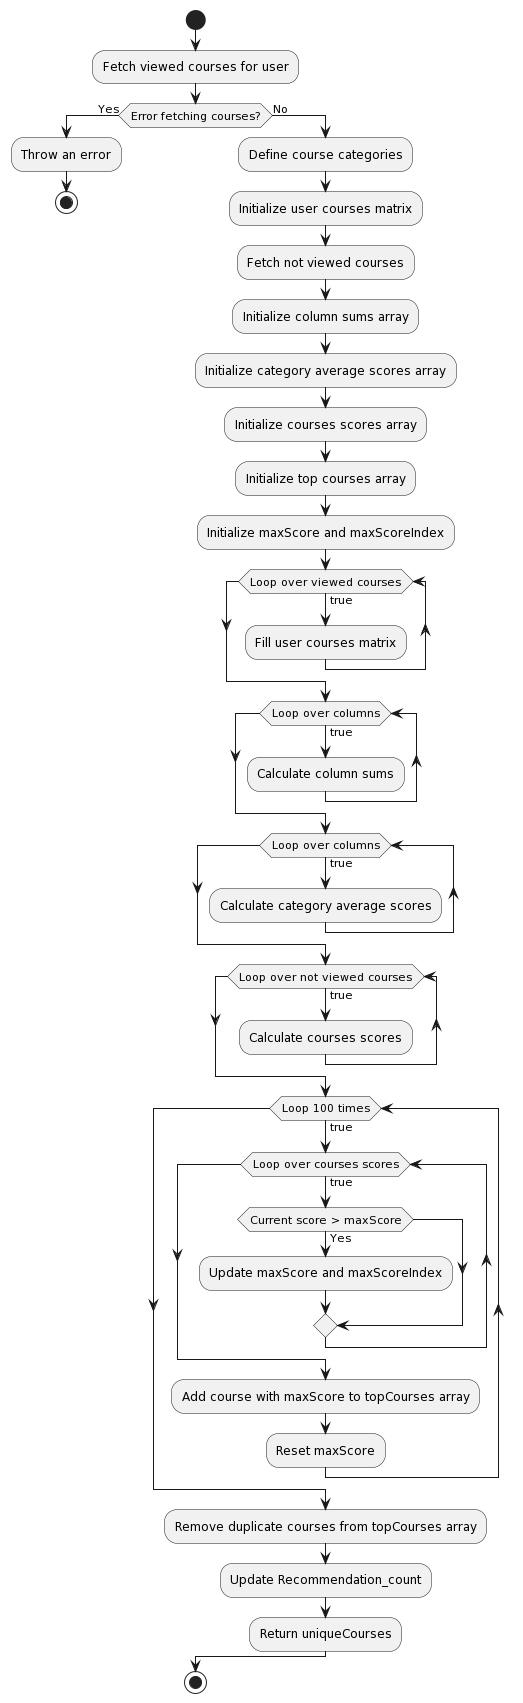 Fetch viewed courses for user
Yes
Error fetching courses?
No
Throw an error
Define course categories
Initialize user courses matrix
Fetch not viewed courses
Initialize column sums array
Initialize category average scores array
Initialize courses scores array
Initialize top courses array
Initialize maxScore and maxScoreIndex
Loop over viewed courses
true
Fill user courses matrix
Loop over columns
true
Calculate column sums
Loop over columns
true
Calculate category average scores
Loop over not viewed courses
true
Calculate courses scores
Loop 100 times
true
Loop over courses scores
true
Current score > maxScore
Yes
Update maxScore and maxScoreIndex
Add course with maxScore to topCourses array
Reset maxScore
Remove duplicate courses from topCourses array
Update Recommendation_count
Return uniqueCourses